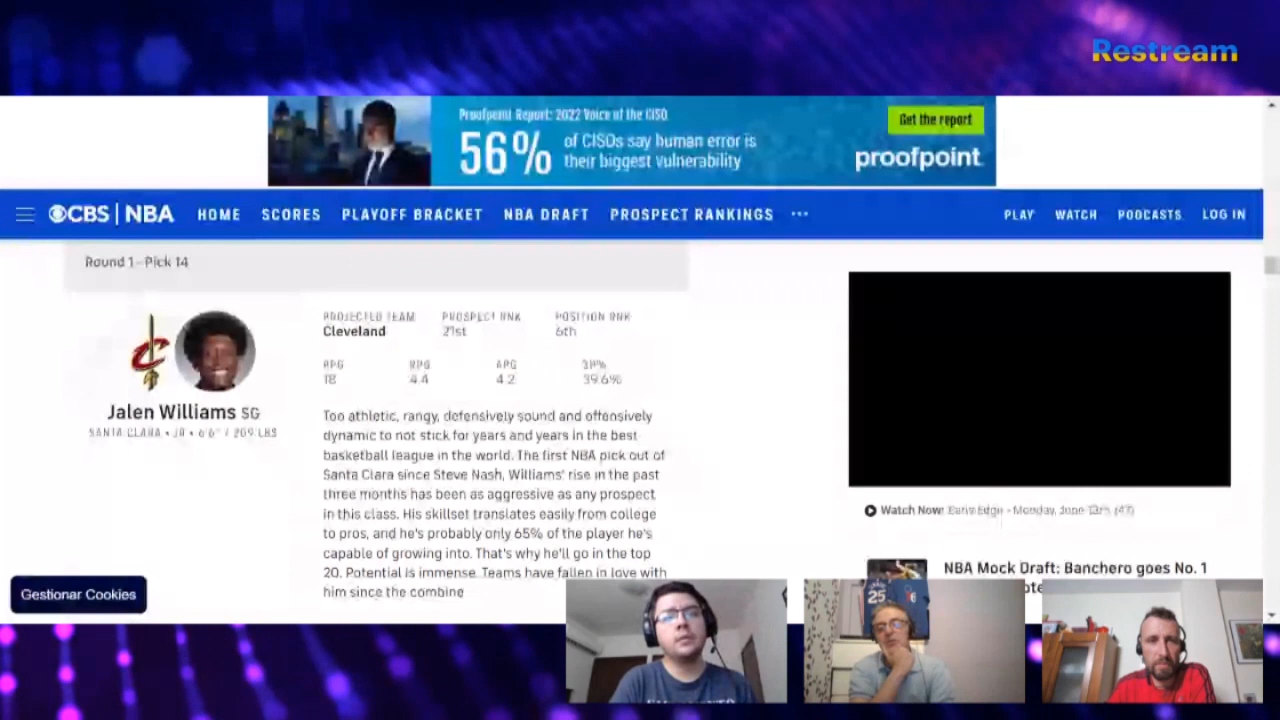 Restream
Proofpoint Report: 2022 Voice of the CISO
56% of CISOs say human error is
their biggest vulnerability
Get the report
proofpoint
CBS | NBA HOME SCORES PLAYOFF BRACKET NBA DRAFT PROSPECT RANKINGS ••• PLAY WATCH PODCASTS LOG IN
Round 1 - Pick 14
PROJECTED TEAM PROSPECT RNK POSITION RNK
Cleveland 21st 6th
3P%
18 4.4 4.2 39.6%
Jalen Williams SG
SANTA CLARA • JR • 6'6" / 209 LBS
Too athletic, rangy, defensively sound and offensively
dynamic to not stick for years and years in the best
basketball league in the world. The first NBA pick out of
Santa Clara since Steve Nash, Williams' rise in the past
three months has been as aggressive as any prospect
in this class. His skillset translates easily from college
to pros, and he's probably only 65% of the player he's
capable of growing into. That's why he'll go in the top
20. Potential is immense. Teams have fallen in love with
him since the combine
Watch Now: Early Edge - Monday, June
NBA Mock Draft: Banchero goes No. 1
Gestionar Cookies
25